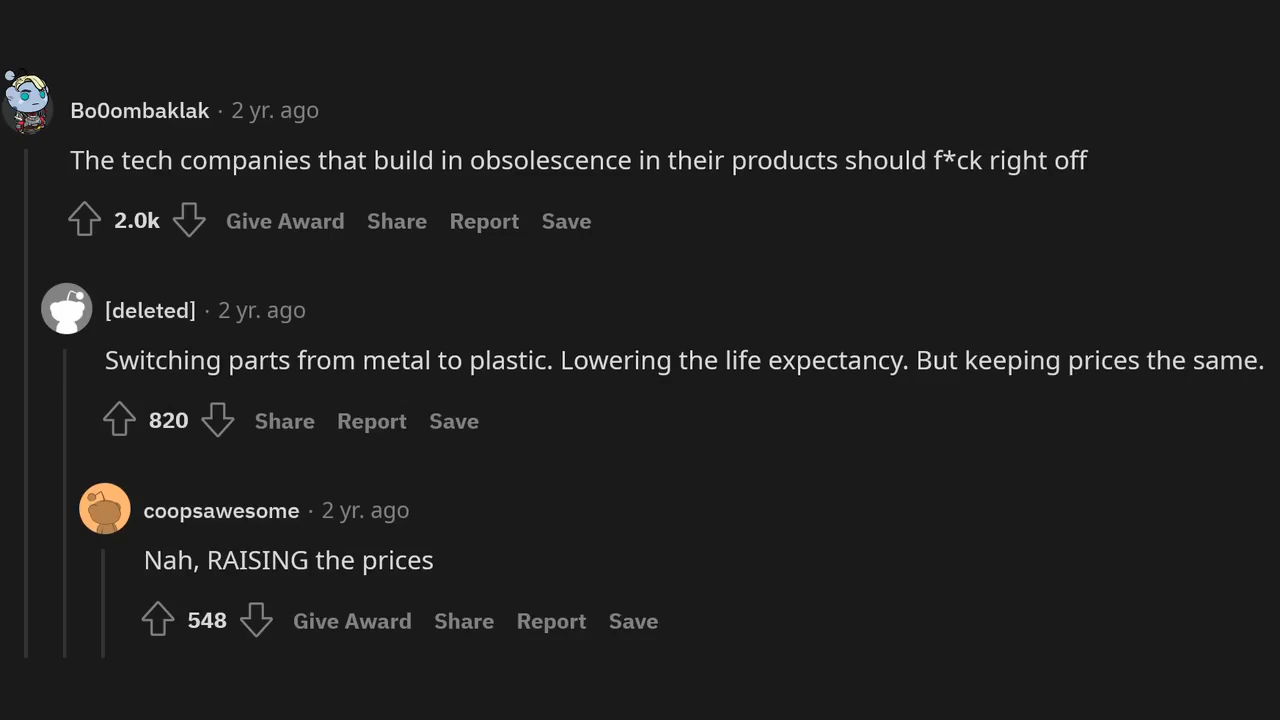 Bo0ombaklak · 2 yr. ago
The tech companies that build in obsolescence in their products should f*ck right off
2.0k Give Award Share Report Save
[deleted] · 2 yr. ago
Switching parts from metal to plastic. Lowering the life expectancy. But keeping prices the same.
820 Share Report Save
coopsawesome · 2 yr. ago
Nah, RAISING the prices
548 Give Award Share Report Save